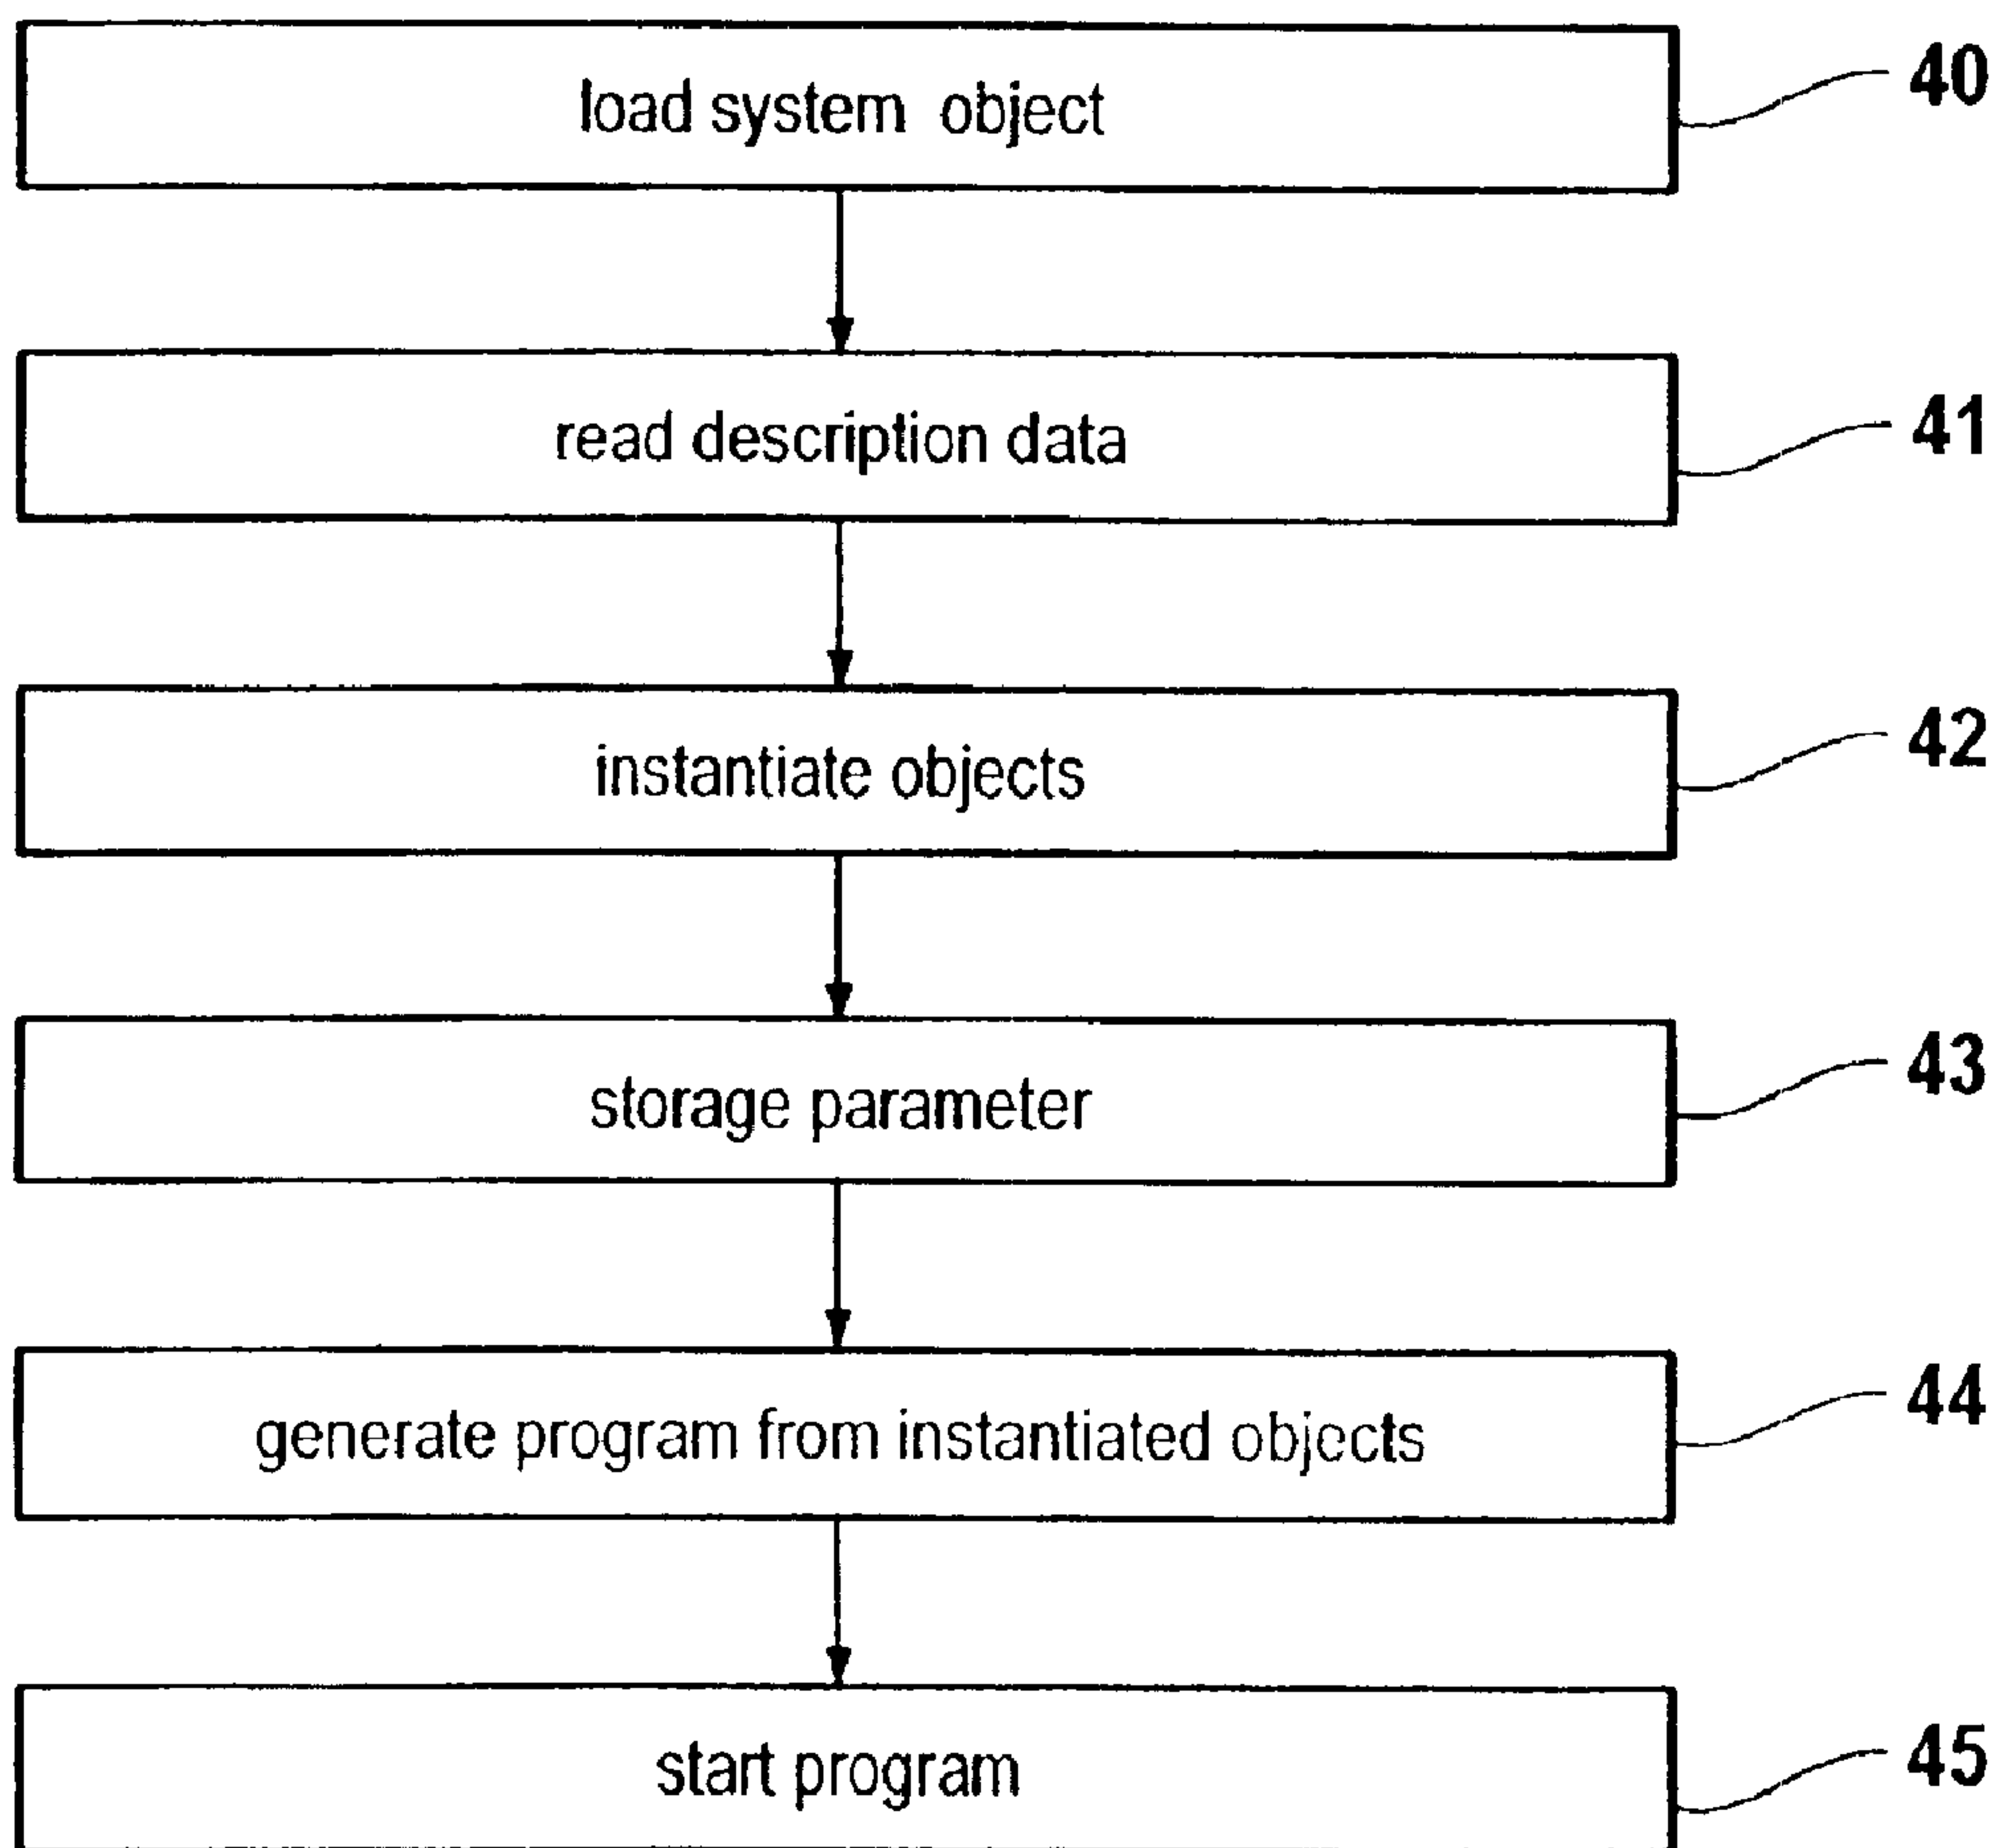 load system object
40
read description data
41
instantiate objects
42
storage parameter
43
generate program from instantiated objects
44
start program
45